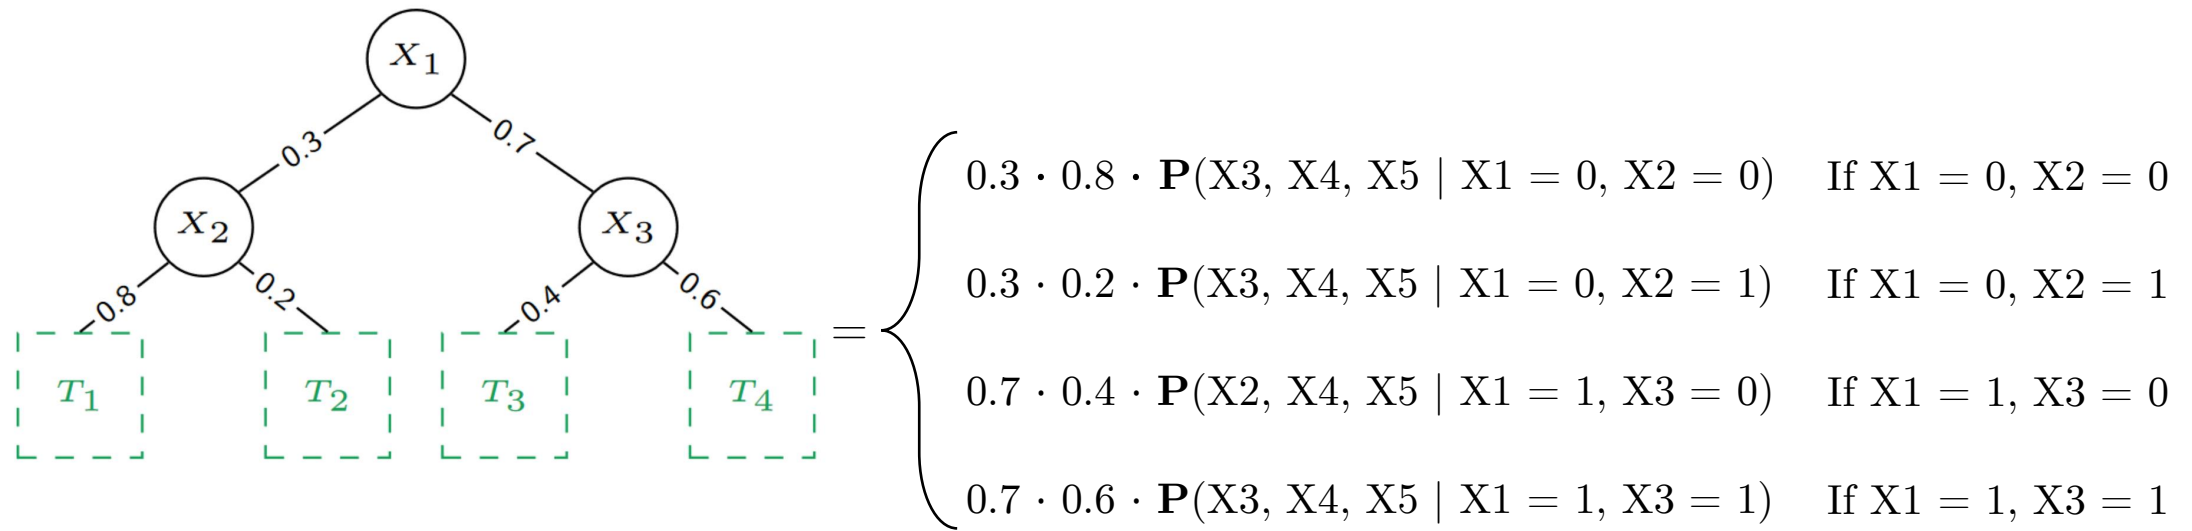 X1
0.3 0.7
X2 X3
0.8 0.2 0.4 0.6
T1 T2 T3 T4
=
0.3 · 0.8 · P(X3, X4, X5 | X1 = 0, X2 = 0) If X1 = 0, X2 = 0
0.3 · 0.2 · P(X3, X4, X5 | X1 = 0, X2 = 1) If X1 = 0, X2 = 1
0.7 · 0.4 · P(X2, X4, X5 | X1 = 1, X3 = 0) If X1 = 1, X3 = 0
0.7 · 0.6 · P(X3, X4, X5 | X1 = 1, X3 = 1) If X1 = 1, X3 = 1